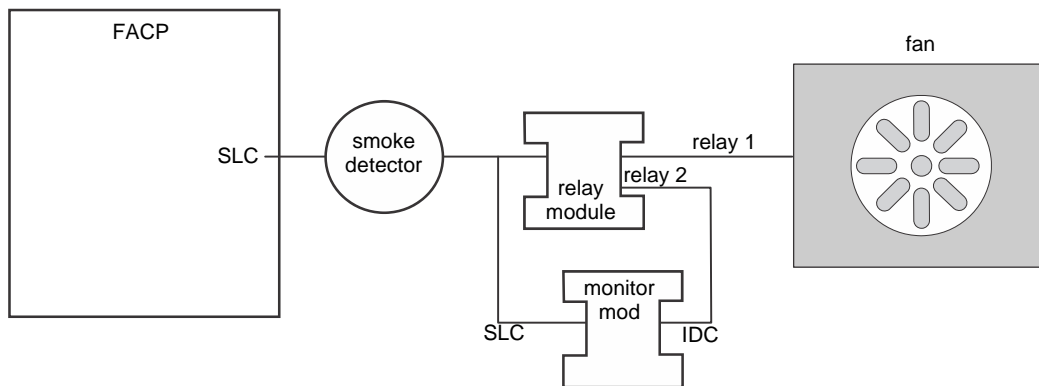 FACP
fan
SLC
smoke
detector
relay 1
relay 2
relay
module
monitor
mod
SLC
IDC